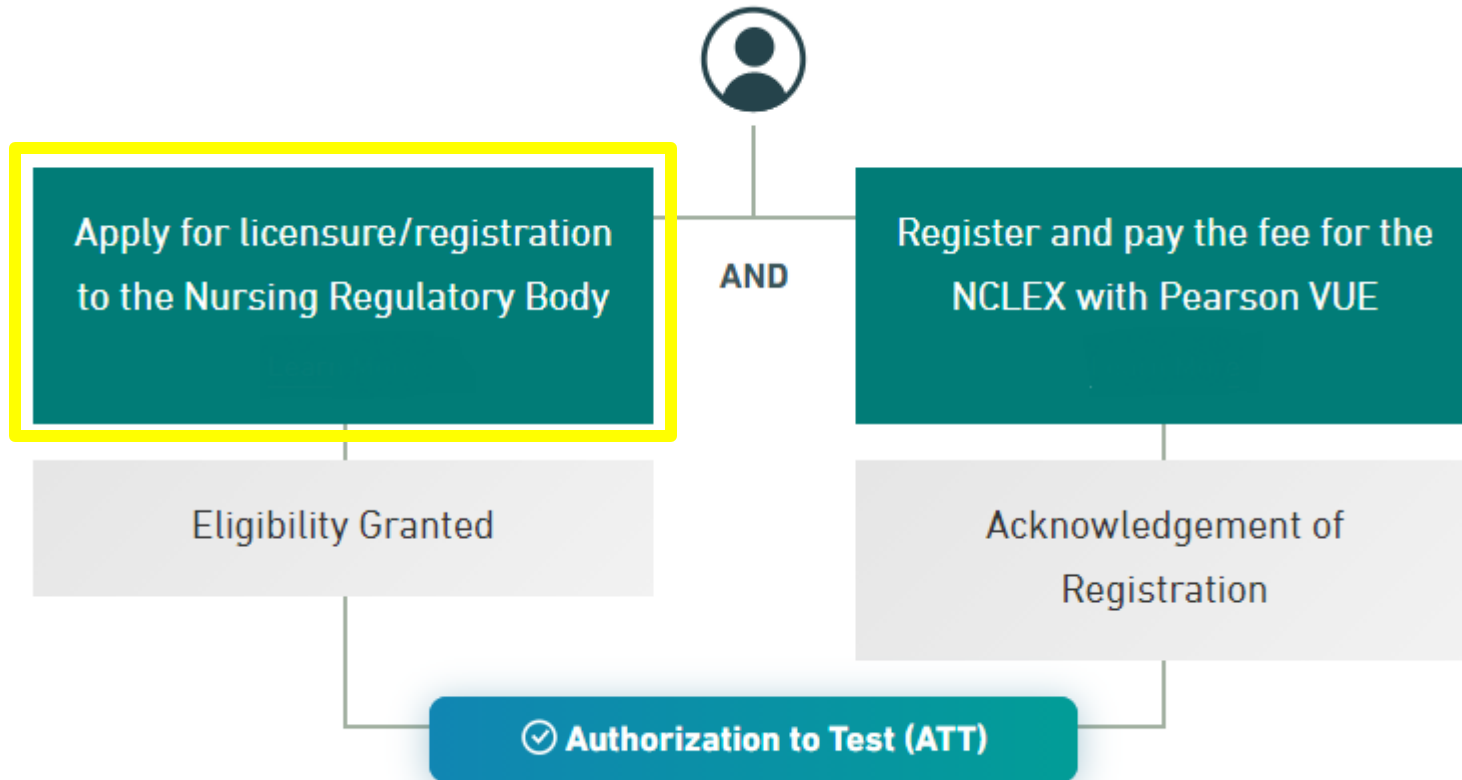 Apply for licensure/registration
to the Nursing Regulatory Body
AND
Register and pay the fee for the
NCLEX with Pearson VUE
Eligibility Granted
Acknowledgement of
Registration
Authorization to Test (ATT)